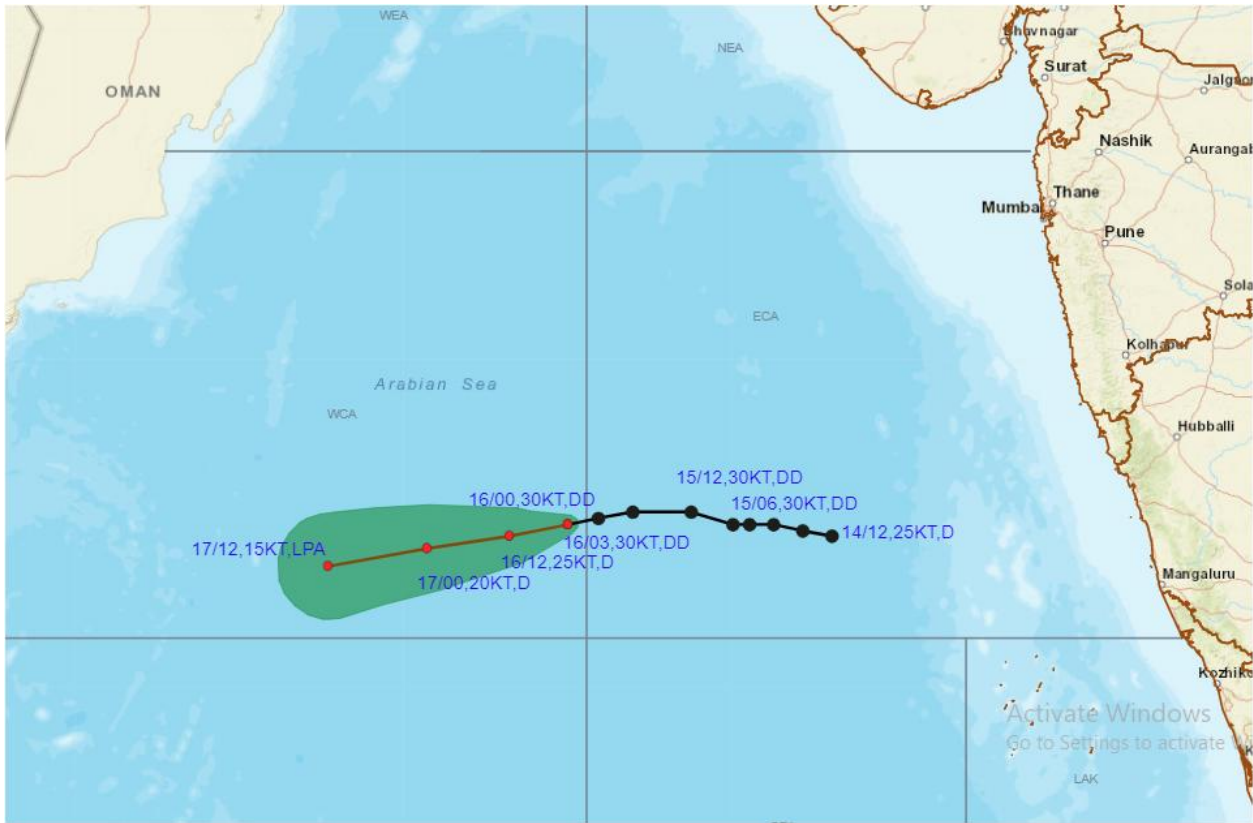 WEA
NEA
Bhavnagar
Surat
Jalgaon
OMAN
Nashik
Aurangab
Thane
Mumbai
Pune
Sola
ECA
Kolhapur
Arabian Sea
WCA
Hubballi
15/12,30KT,DD
16/00,30KT,DD
15/06,30KT,DD
14/12,25KT,D
16/03,30KT,DD
17/12,15KT,LPA
16/12,25KT,D
17/00,20KT,D
Mangaluru
Kozhiko
Activate Windows
Go to Settings to activate W
LAK